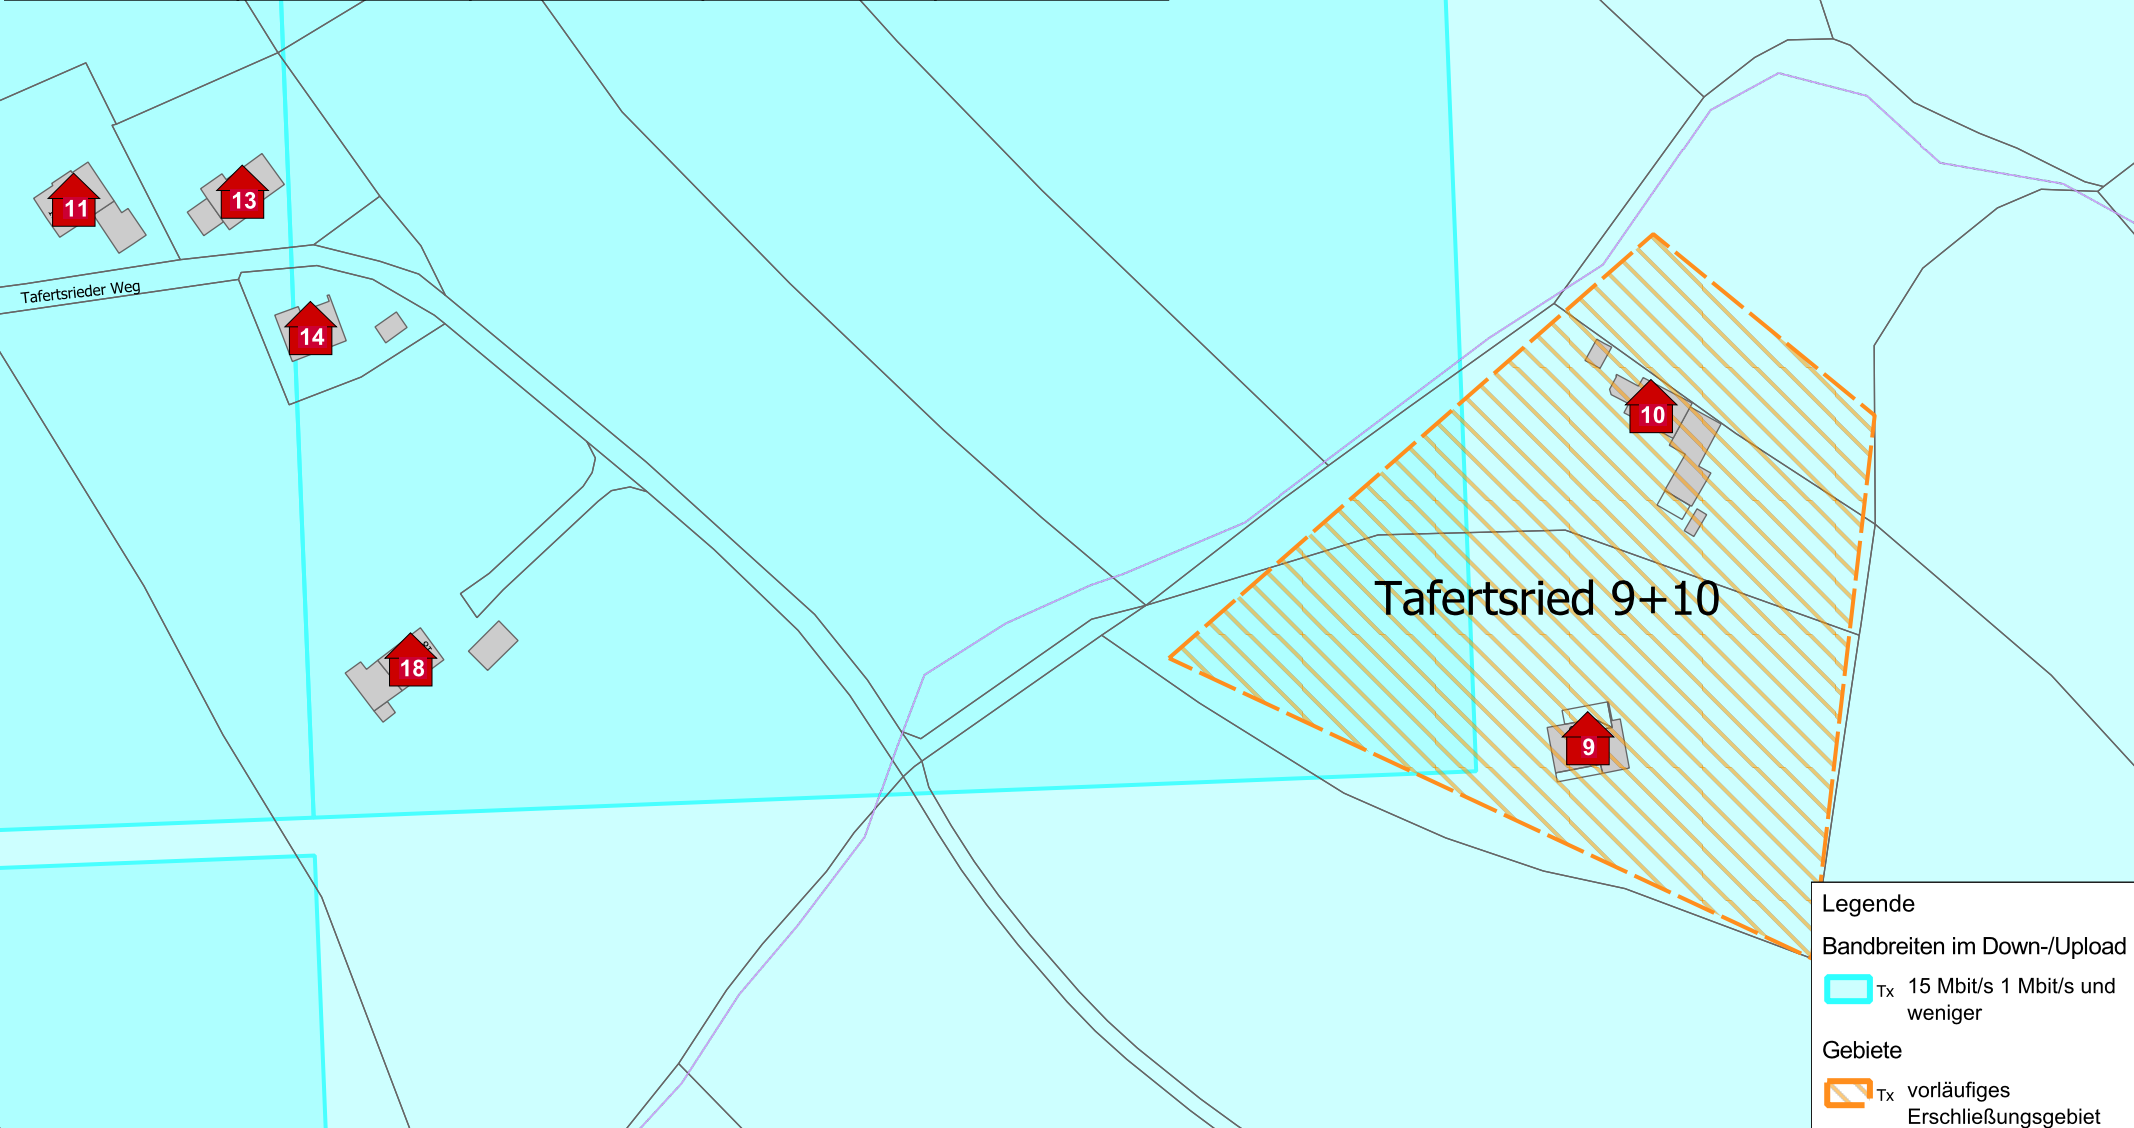 13
11
Tafertsrieder Weg
14
10
Tafertsried 9+10
18
9
Legende
Bandbreiten im Down-/Upload
Tx 15 Mbit/s 1 Mbit/s und
weniger
Gebiete
Tx vorläufiges
Erschließungsgebiet